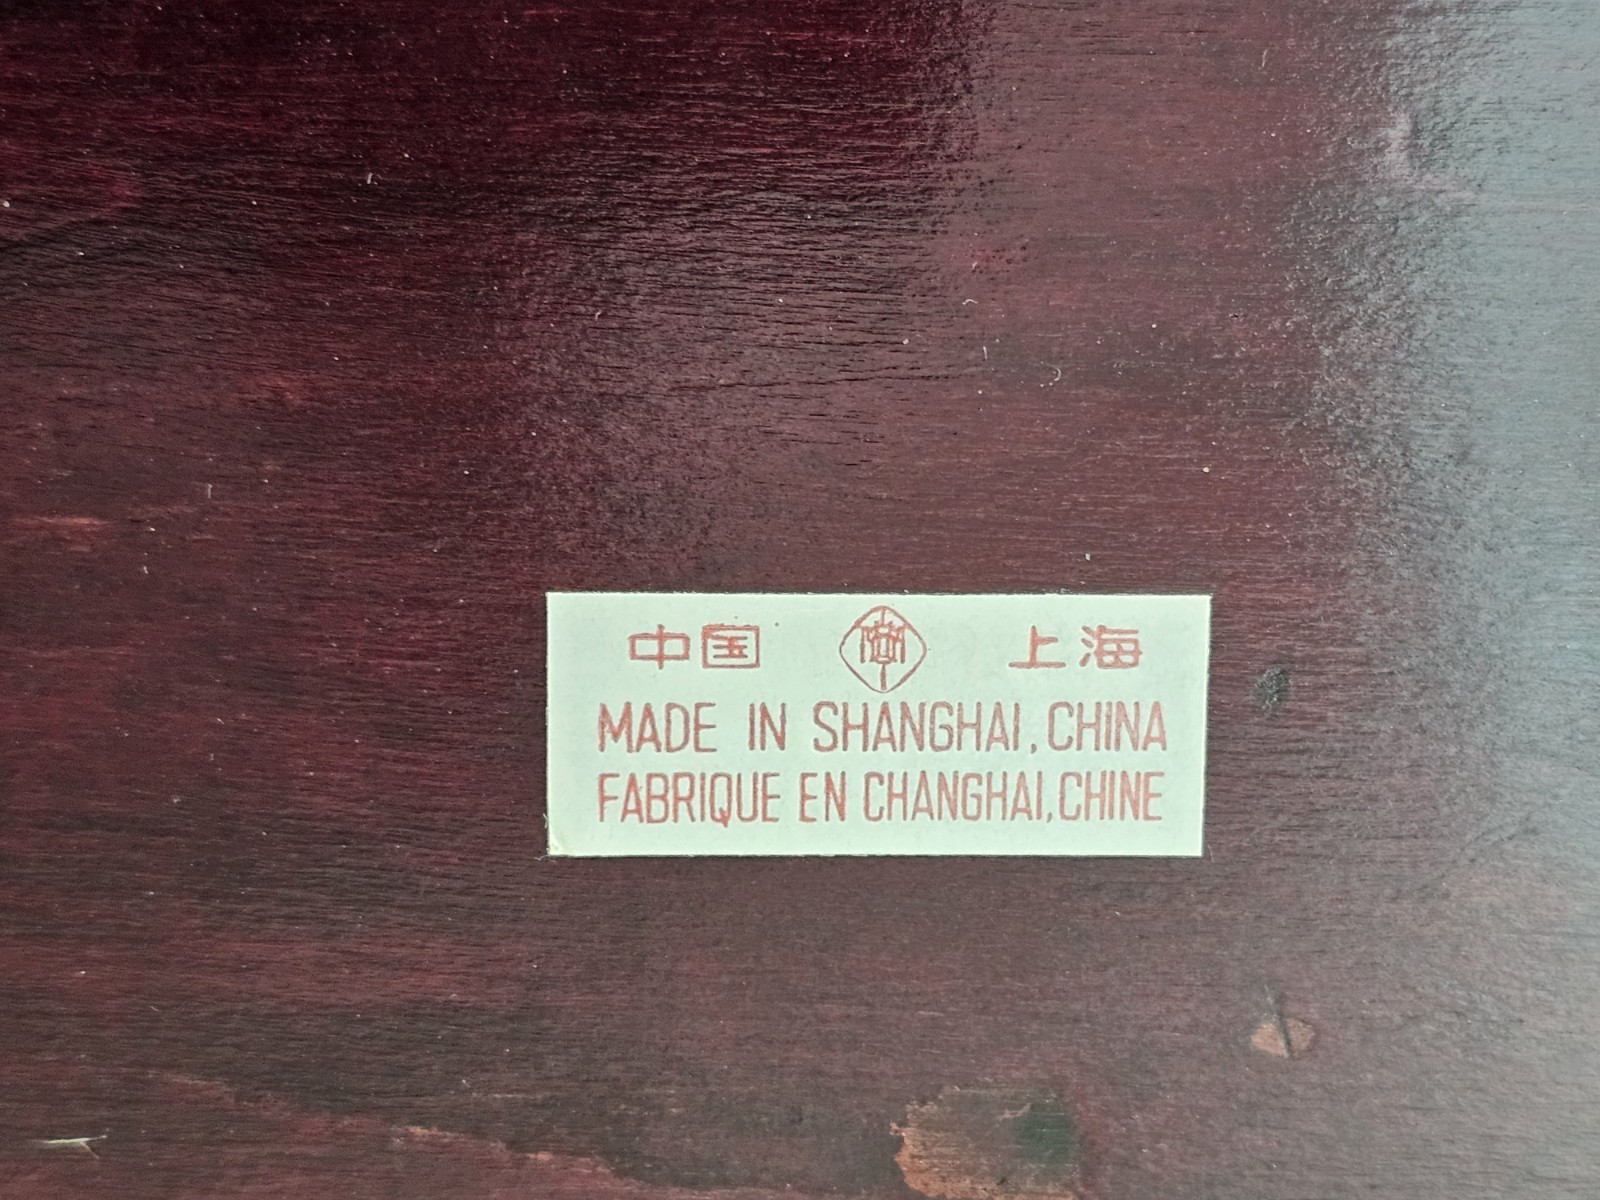 中国 上海
MADE IN SHANGHAI, CHINA
FABRIQUE EN CHANGHAI, CHINE